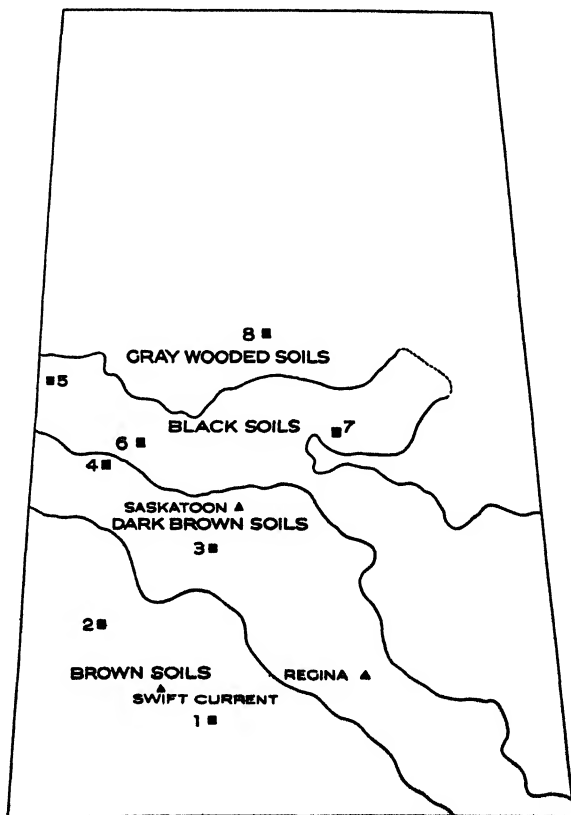 8
GRAY WOODED SOILS
5
BLACK SOILS
7
6
4
SASKATOON
DARK BROWN SOILS
3
2
BROWN SOILS
REGINA
SWIFT CURRENT
1